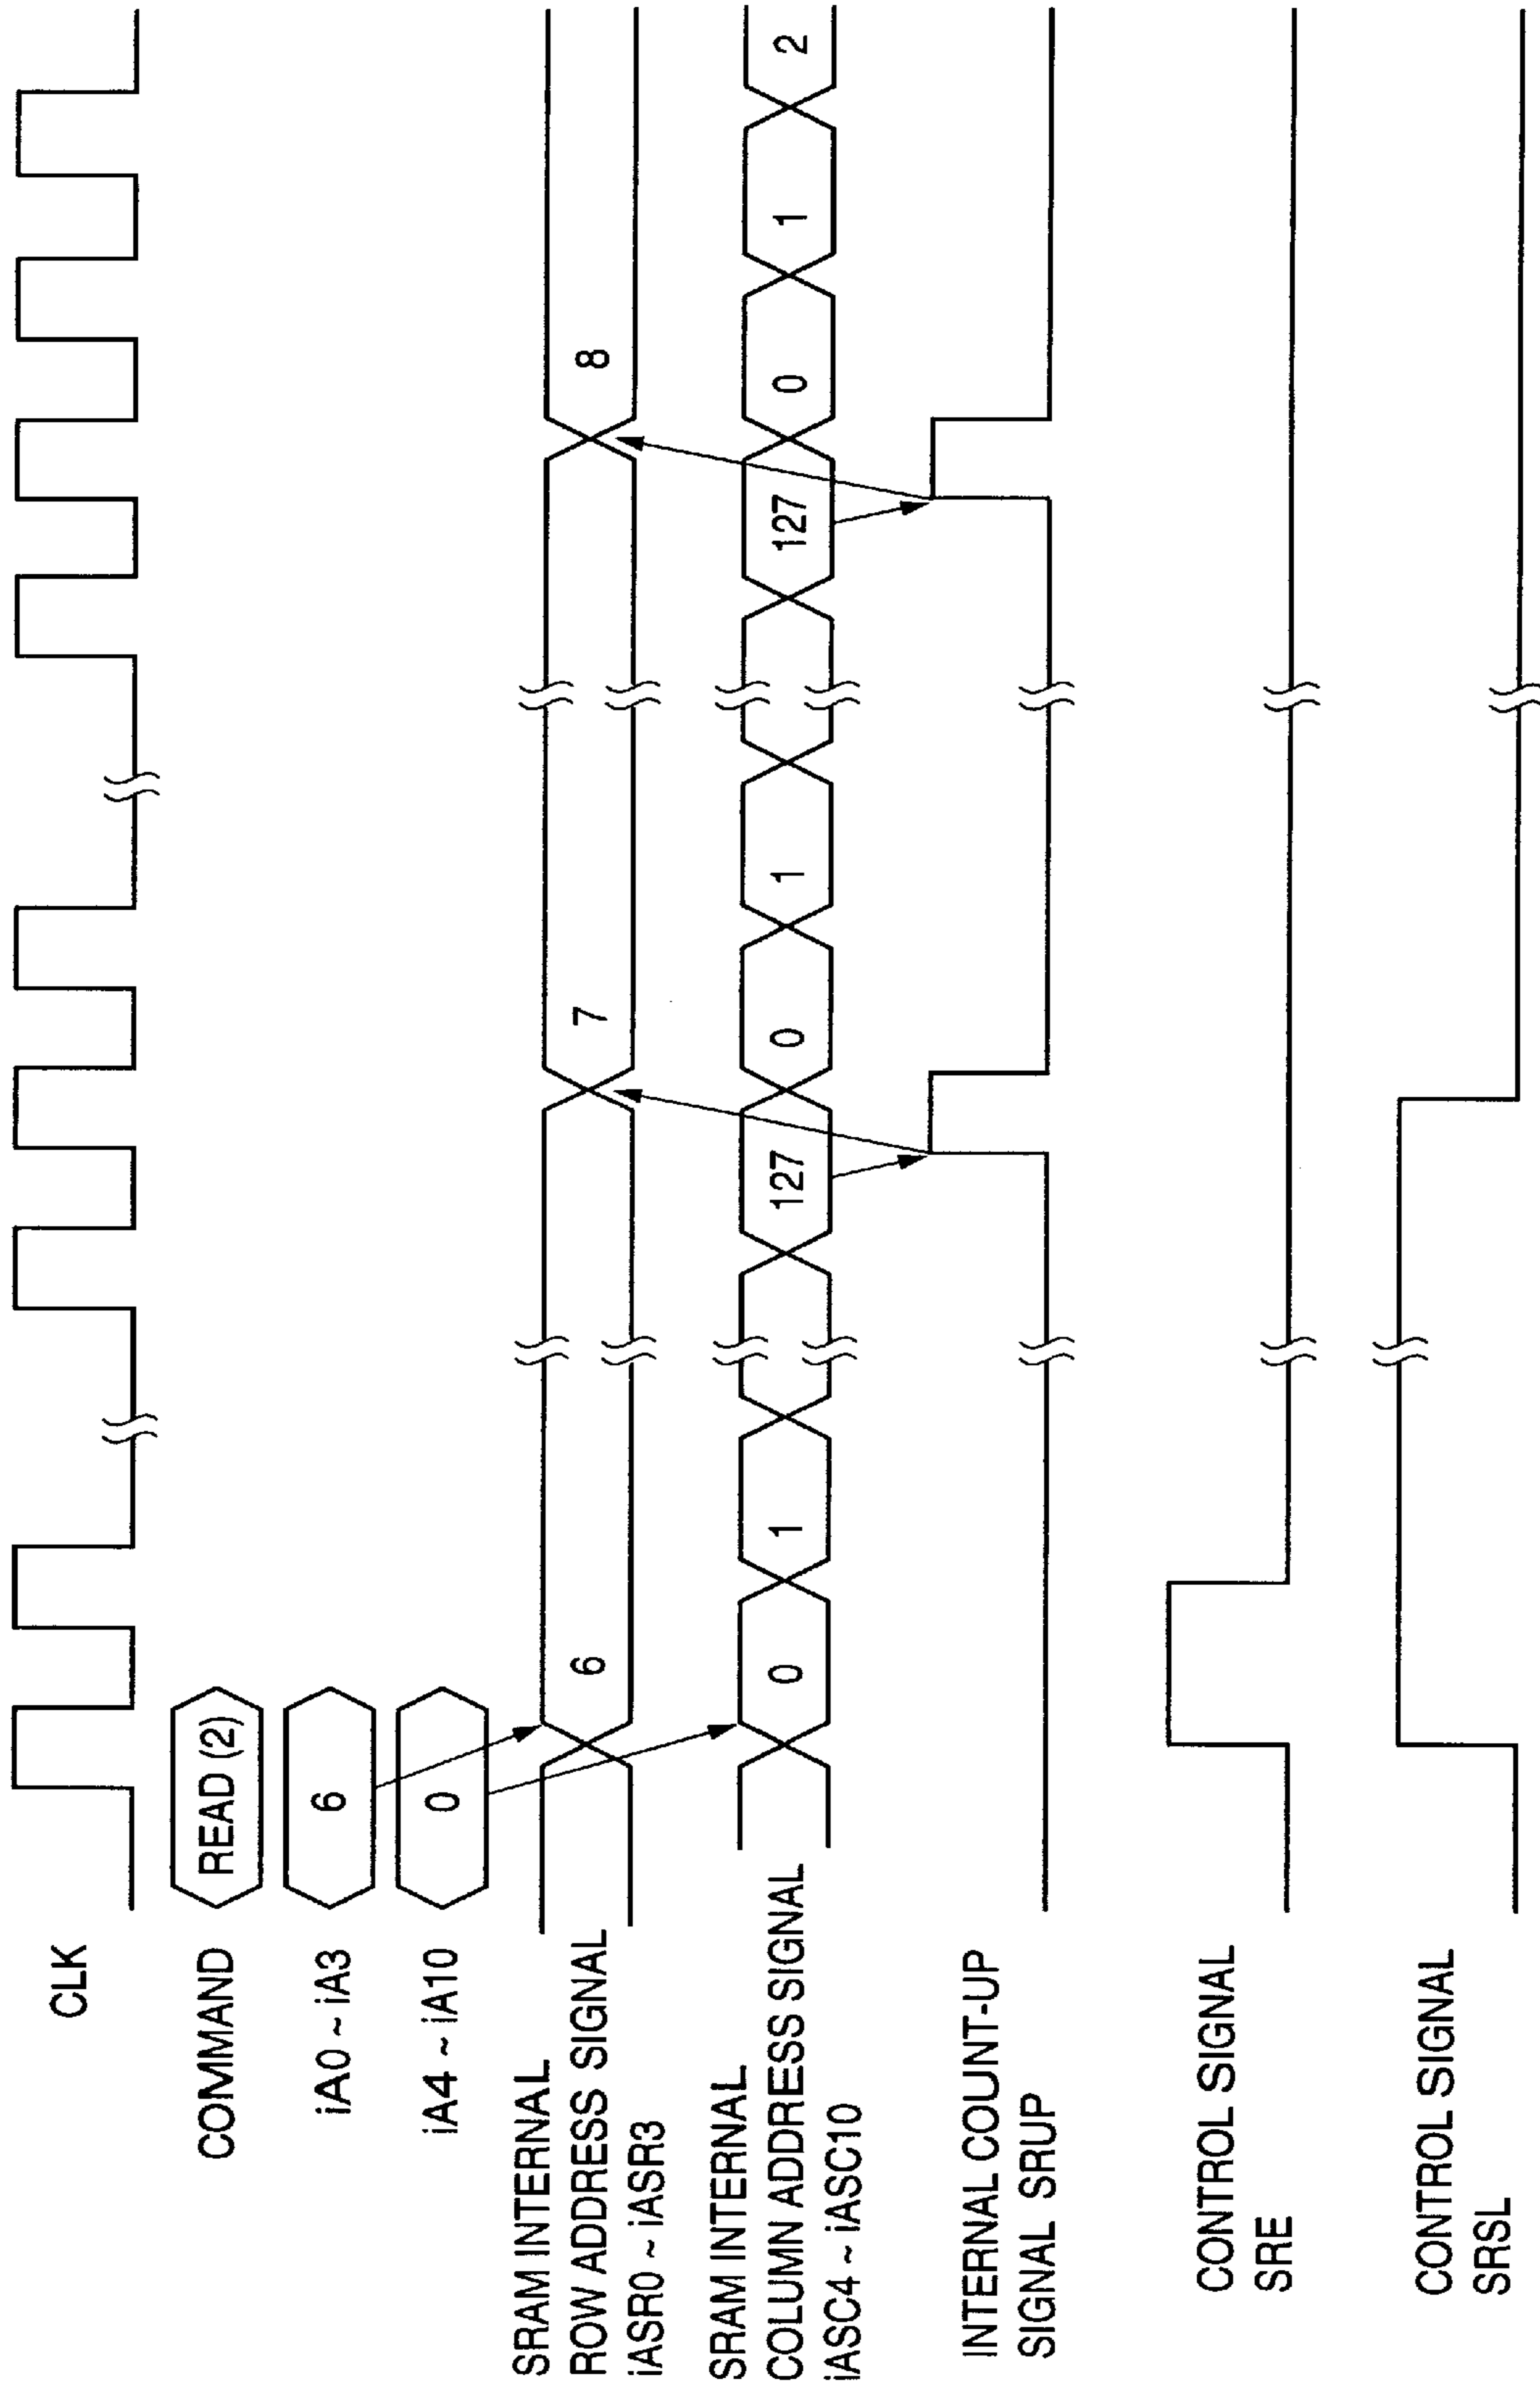 CLK
COMMAND
READ (2)
iA0 ~ iA3
6
iA4 ~ iA10
0
SRAM INTERNAL
ROW ADDRESS SIGNAL
iASR0 ~ iASR3
6
7
8
SRAM INTERNAL
COLUMN ADDRESS SIGNAL
iASC4 ~ iASC10
0
1
127
0
1
127
0
1
2
INTERNAL COUNT-UP
SIGNAL SRUP
CONTROL SIGNAL
SRE
CONTROL SIGNAL
SRSL